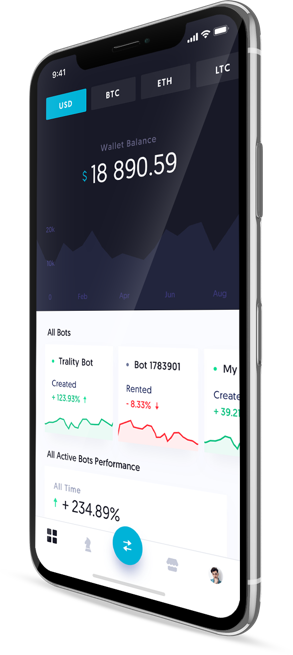 9:41
USD BTC ETH LTC
Wallet Balance
$ 18 890.59
20k
10k
0 Feb Apr Jun Aug
All Bots
Trality Bot Bot 1783901 My
Created Rented Create
+ 123.93% ↑ - 8.33% ↓ + 39.21
All Active Bots Performance
All Time
↑ + 234.89%